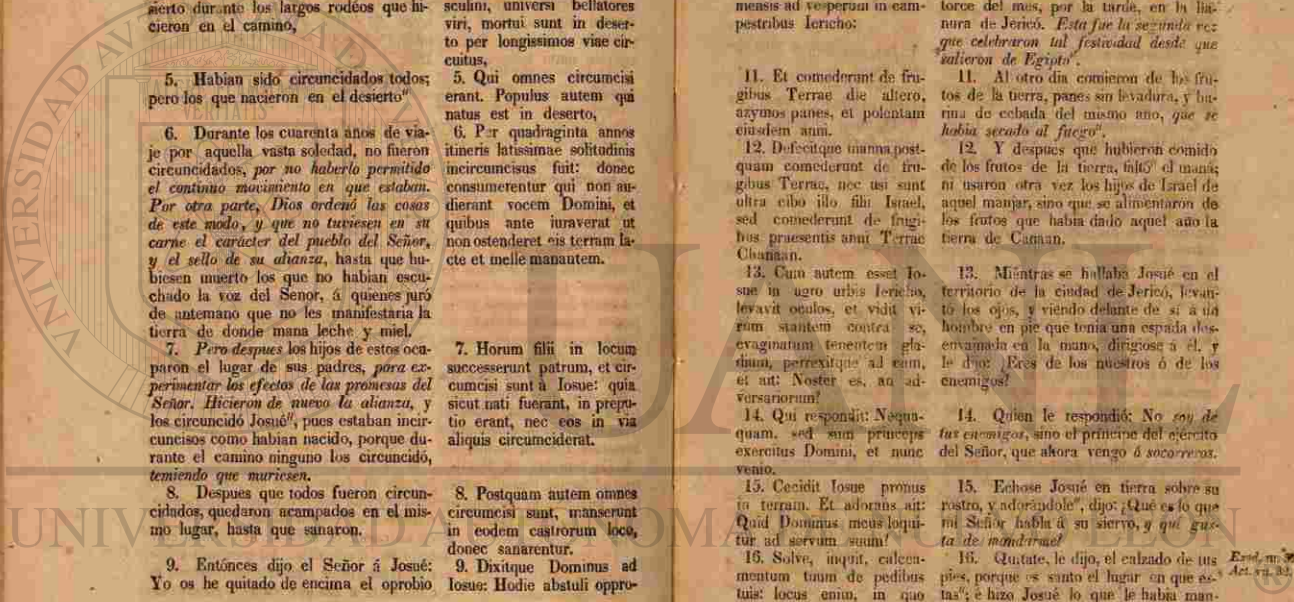 sierto durante los largos rodéos que hi-
cieron en el camino,
5. Habian sido circuncidados todos;
pero los que nacieron en el desierto"
6. Durante los cuarenta años de via-
je por aquella vasta soledad, no fueron
circuncidados, por no haberlo permitido
el continuo movimiento en que estaban.
Por otra parte, Dios ordenó las cosas
de este modo, y que no tuviesen en su
carne el carácter del pueblo del Señor,
y el sello de su alianza, hasta que hu-
biesen muerto los que no habian escu-
chado la voz del Senor, á quienes juró
de antemano que no les manifestaria la
tierra de donde mana leche y miel.
7. Pero despues los hijos de estos ocu-
paron el lugar de sus padres, para ex-
perimentar los efectos de las promesas del
Señor. Hicieron de nuevo la alianza, y
los circuncidó Josué", pues estaban incir-
cuncisos como habian nacido, porque du-
rante el camino ninguno los circuncidó,
temiendo que muriesen.
8. Despues que todos fueron circun-
cidados, quedaron acampados en el mis-
mo lugar, hasta que sanaron.
9. Entónces dijo el Señor á Josué:
Yo os he quitado de encima el oprobio
sculini, universi bellatores
viri, mortui sunt in deser-
to per longissimos viae cir-
cuitus,
5. Qui omnes circumcisi
erant. Populus autem qui
natus est in deserto,
6. Per quadraginta annos
itineris latissimae solitudinis
incircumcisus fuit: donec
consumerentur qui non au-
dierant vocem Domini, et
quibus ante iuraverat ut
non ostenderet eis terram la-
cte et melle manantem.
7. Horum filii in locum
successerunt patrum, et cir-
cumcisi sunt à Iosue: quia
sicut nati fuerant, in prepu-
tio erant, nec eos in via
aliquis circumciderat.
8. Postquam autem omnes
circumcisi sunt, manserunt
in eodem castrorum loco,
donec sanarentur.
9. Dixitque Dominus ad
Iosue: Hodie abstuli oppro-
mensis ad vesperum in cam-
pestribus Iericho:
11. Et comederunt de fru-
gibus Terrae die altero,
azymos panes, et polentam
eiusdem anni.
12. Defecitque manna post-
quam comederunt de fru-
gibus Terrae, nec usi sunt
ultra cibo illo filii Israel,
sed comederunt de frugi-
bus praesentis anni Terrae
Chanaan.
13. Cum autem esset Io-
sue in agro urbis Iericho,
levavit oculos, et vidit vi-
rum stantem contra se,
evaginatum tenentem gla-
dium, perrexitque ad eum,
et ait: Noster es, an ad-
versariorum?
14. Qui respondit: Nequa-
quam, sed sum princeps
exercitus Domini, et nunc
venio.
15. Cecidit Iosue pronus
in terram. Et adorans ait:
Quid Dominus meus loqui-
tur ad servum suum?
16. Solve, inquit, calcea-
mentum tuum de pedibus
tuis: locus enim, in quo
torce del mes, por la tarde, en la lla-
nura de Jericó. Esta fue la segunda vez
que celebraron tal festividad desde que
salieron de Egipto".
11. Al otro dia comieron de los fru-
tos de la tierra, panes sin levadura, y ha-
rina de cebada del mismo ano, que se
habia secado al fuego".
12. Y despues que hubieron comido
de los frutos de la tierra, faltó" el maná;
ni usaron otra vez los hijos de Israel de
aquel manjar, sino que se alimentaron de
los frutos que habia dado aquel año la
tierra de Canaan.
13. Miéntras se hallaba Josué en el
territorio de la ciudad de Jericó, levan-
tó los ojos, y viendo delante de sí a un
hombre en pie que tenia una espada des-
envainada en la mano, dirigiose á él, y
le dijo: ¿Eres de los nuestros ó de los
enemigos?
14. Quien le respondió: No soy de
tus enemigos, sino el príncipe del ejército
del Señor, que ahora vengo á socorreros.
15. Echose Josué en tierra sobre su
rostro, y adorándole", dijo: ¿Qué es lo que
mi Señor habla á su siervo, y qué gus-
ta de mandarme?
16. Quítate, le dijo, el calzado de tus
pies, porque es santo el lugar en que es-
tas"; é hizo Josué lo que le habia man-
Exod. III.
Act. VII.
UANL
UNIVERSIDAD AUTÓNOMA DE NUEVO LEÓN
VERITATIS